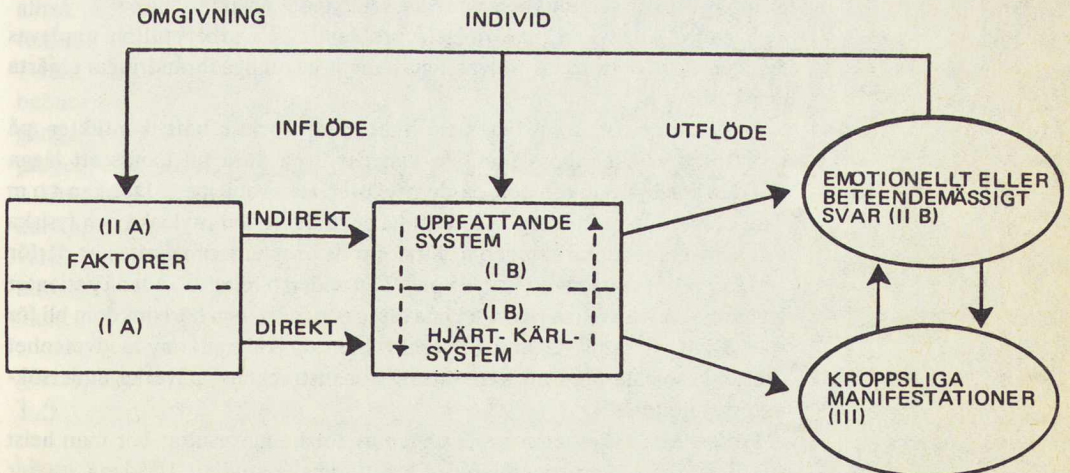 OMGIVNING
INDIVID
INFLÖDE
UTFLÖDE
(II A)
FAKTORER
(I A)
INDIREKT
DIREKT
UPPFATTANDE
SYSTEM
(I B)
(I B)
HJÄRT- KÄRL-
SYSTEM
EMOTIONELLT ELLER
BETEENDEMÄSSIGT
SVAR (II B)
KROPPSLIGA
MANIFESTATIONER
(III)